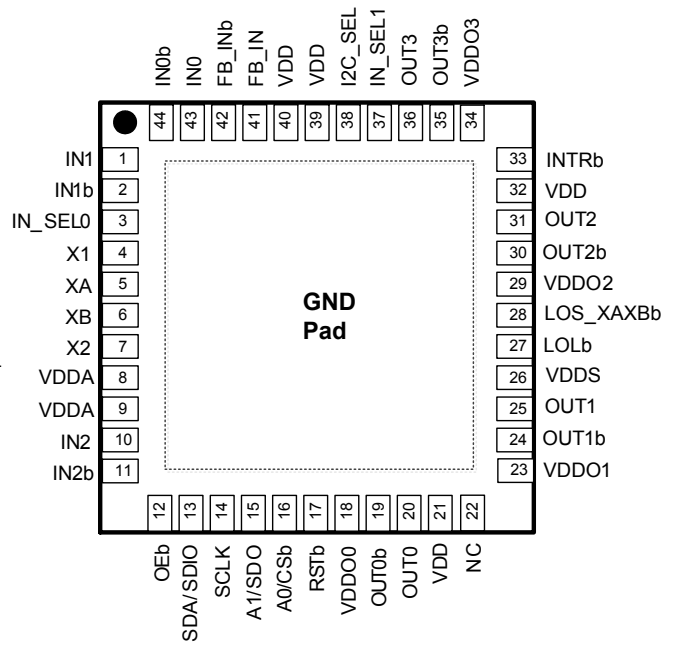 IN0b
IN0
FB_INb
FB_IN
VDD
VDD
I2C_SEL
IN_SEL1
OUT3
OUT3b
VDDO3
44
43
42
41
40
39
38
37
36
35
34
IN1 1
IN1b 2
IN_SEL0 3
X1 4
XA 5
XB 6
X2 7
VDDA 8
VDDA 9
IN2 10
IN2b 11
GND
Pad
33 INTRb
32 VDD
31 OUT2
30 OUT2b
29 VDDO2
28 LOS_XAXBb
27 LOLb
26 VDDS
25 OUT1
24 OUT1b
23 VDDO1
12
13
14
15
16
17
18
19
20
21
22
OEb
SDA/SDIO
SCLK
A1/SDO
A0/CSb
RSTb
VDDO0
OUT0b
OUT0
VDD
NC